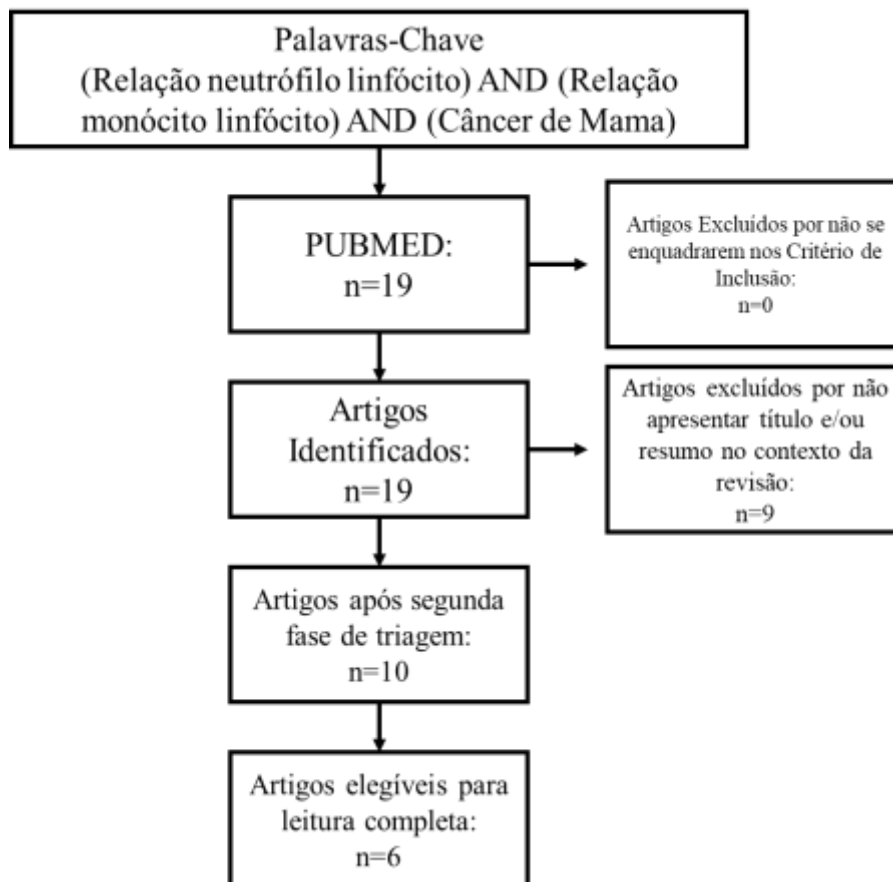 Palavras-Chave
(Relação neutrófilo linfócito) AND (Relação
monócito linfócito) AND (Câncer de Mama)
PUBMED:
n=19
Artigos Excluídos por não se
enquadrarem nos Critério de
Inclusão:
n=0
Artigos
Identificados:
n=19
Artigos excluídos por não
apresentar título e/ou
resumo no contexto da
revisão:
n=9
Artigos após segunda
fase de triagem:
n=10
Artigos elegíveis para
leitura completa:
n=6